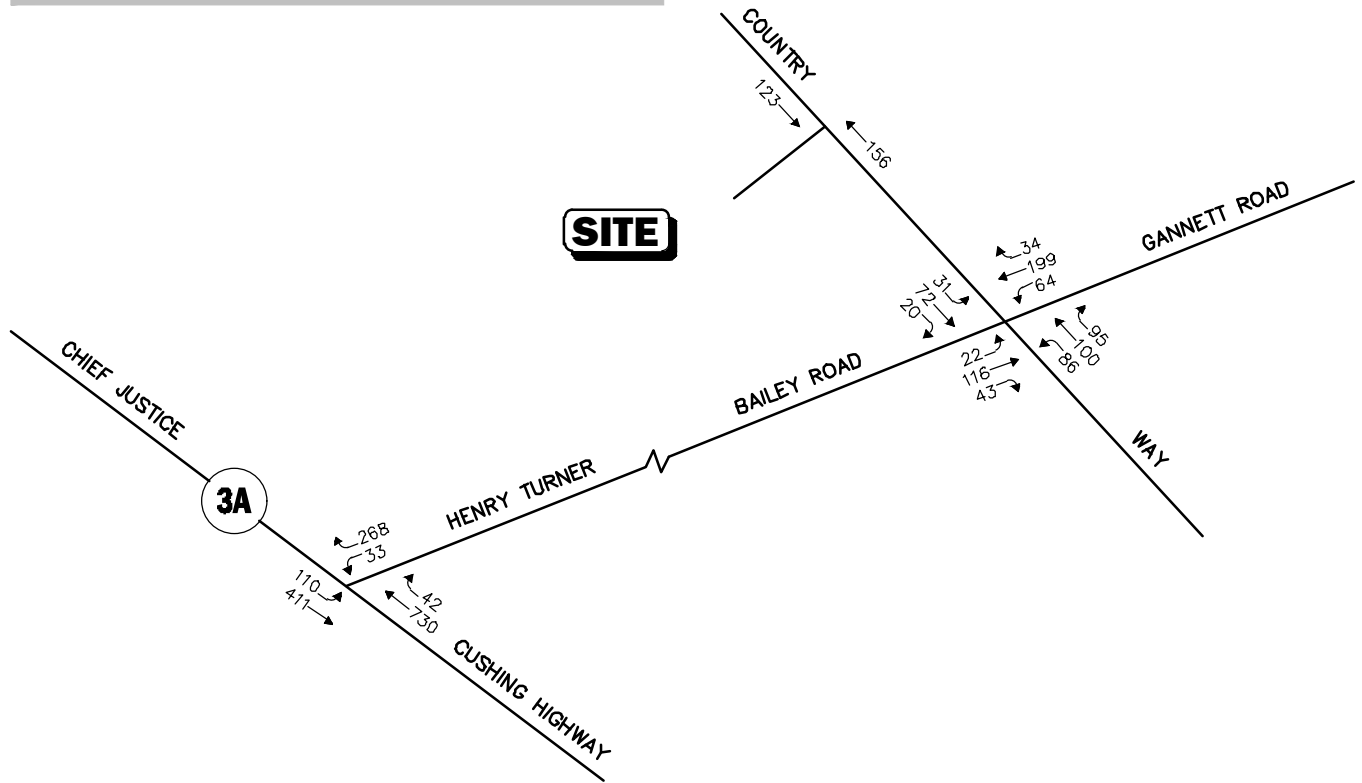 COUNTRY
123
156
SITE
GANNETT ROAD
34
199
64
31
72
20
95
100
86
22
116
43
BAILEY ROAD
WAY
CHIEF JUSTICE
3A
HENRY TURNER
268
33
110
411
42
730
CUSHING HIGHWAY